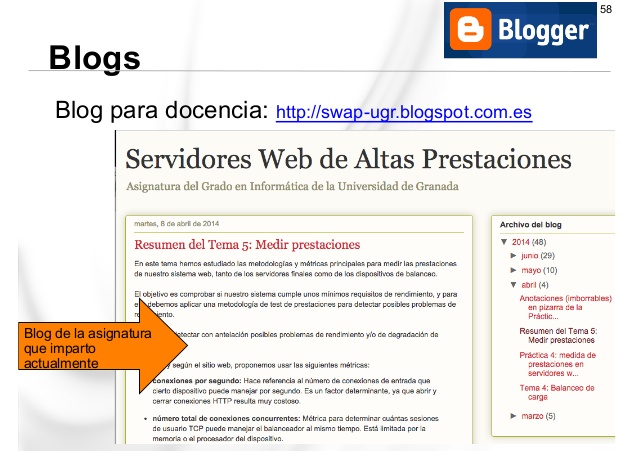 58
Blogger
Blogs
Blog para docencia: http://swap-ugr.blogspot.com.es
Servidores Web de Altas Prestaciones
Asignatura del Grado en Informática de la Universidad de Granada
martes, 8 de abril de 2014
Resumen del Tema 5: Medir prestaciones
En este tema hemos estudiado las metodologías y métricas principales para medir las prestaciones
de nuestro sistema web, tanto de los servidores finales como de los dispositivos de balanceo.
El objetivo es comprobar si nuestro sistema cumple unos mínimos requisitos de rendimiento, y para
debemos aplicar una metodología de test de prestaciones para detectar posibles problemas de
detectar con antelación posibles problemas de rendimiento y/o de degradación de
y según el sitio web, proponemos usar las siguientes métricas:
conexiones por segundo: Hace referencia al número de conexiones de entrada que
cierto dispositivo puede manejar por segundo. Es un factor determinante, ya que abrir y
cerrar conexiones HTTP resulta muy costoso.
• número total de conexiones concurrentes: Métrica para determinar cuántas sesiones
de usuario TCP puede manejar el balanceador al mismo tiempo. Está limitada por la
memoria o el procesador del dispositivo.
Blog de la asignatura
que imparto
actualmente
Archivo del blog
▼ 2014 (48)
► junio (29)
► mayo (10)
▼ abril (4)
Anotaciones (imborrables)
en pizarra de la
Práctic...
Resumen del Tema 5:
Medir prestaciones
Práctica 4: medida de
prestaciones en
servidores w...
Tema 4: Balanceo de
carga
► marzo (5)